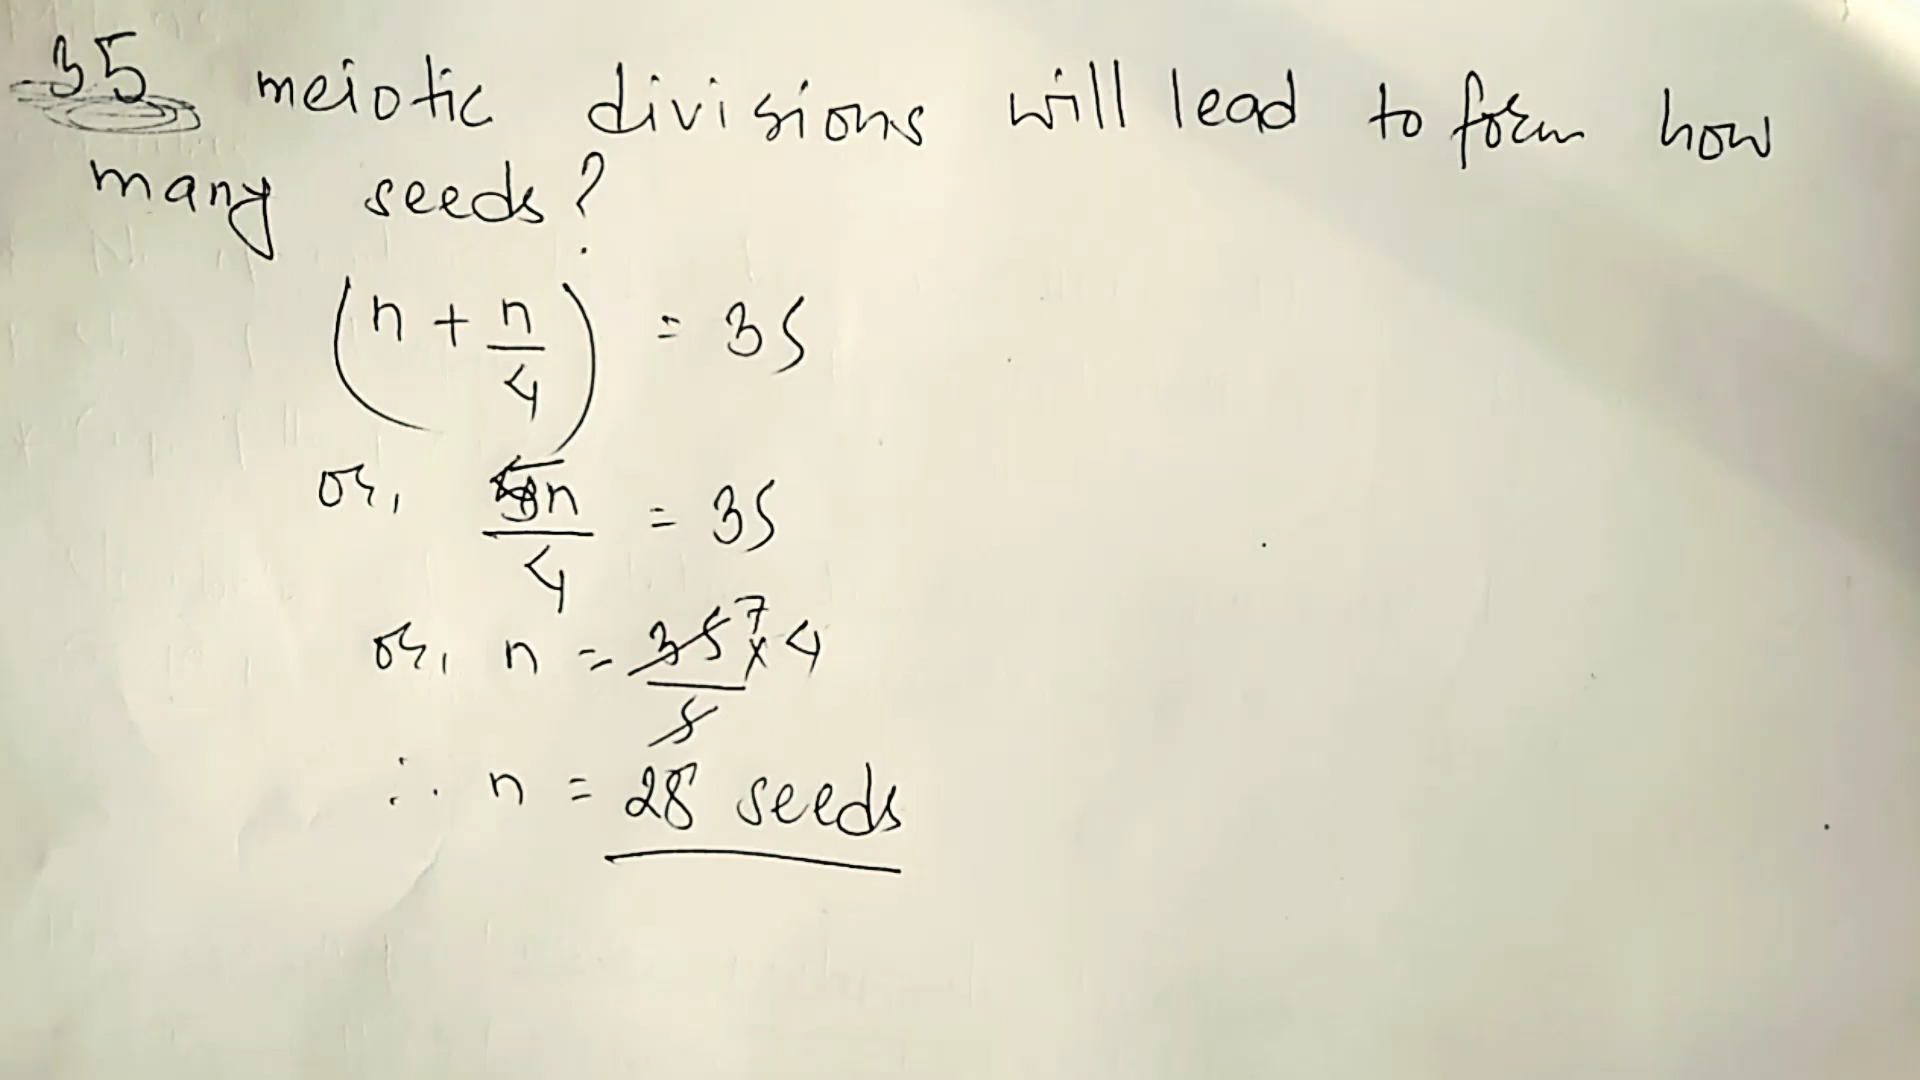 35 meiotic divisions will lead to form how
many seeds?
(n + n/4) = 35
or, 5n/4 = 35
or, n = 35 7 × 4 / 5
∴ n = 28 seeds